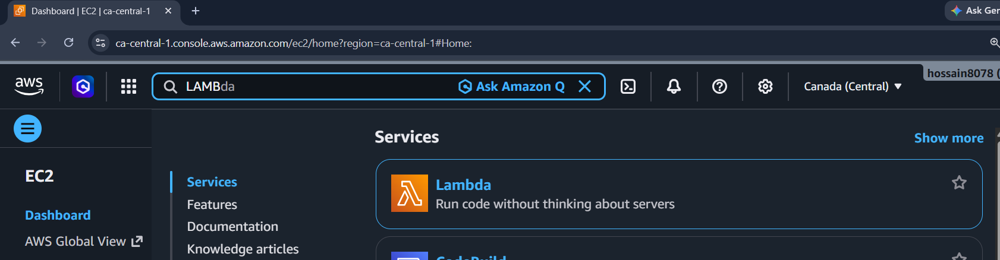 Dashboard | EC2 | ca-central-1
Ask Ger
ca-central-1.console.aws.amazon.com/ec2/home?region=ca-central-1#Home:
aws
LAMBda
Ask Amazon Q
Canada (Central)
hossain8078 (
EC2
Dashboard
AWS Global View
Services
Features
Documentation
Knowledge articles
Services
Show more
Lambda
Run code without thinking about servers
CodeBuild